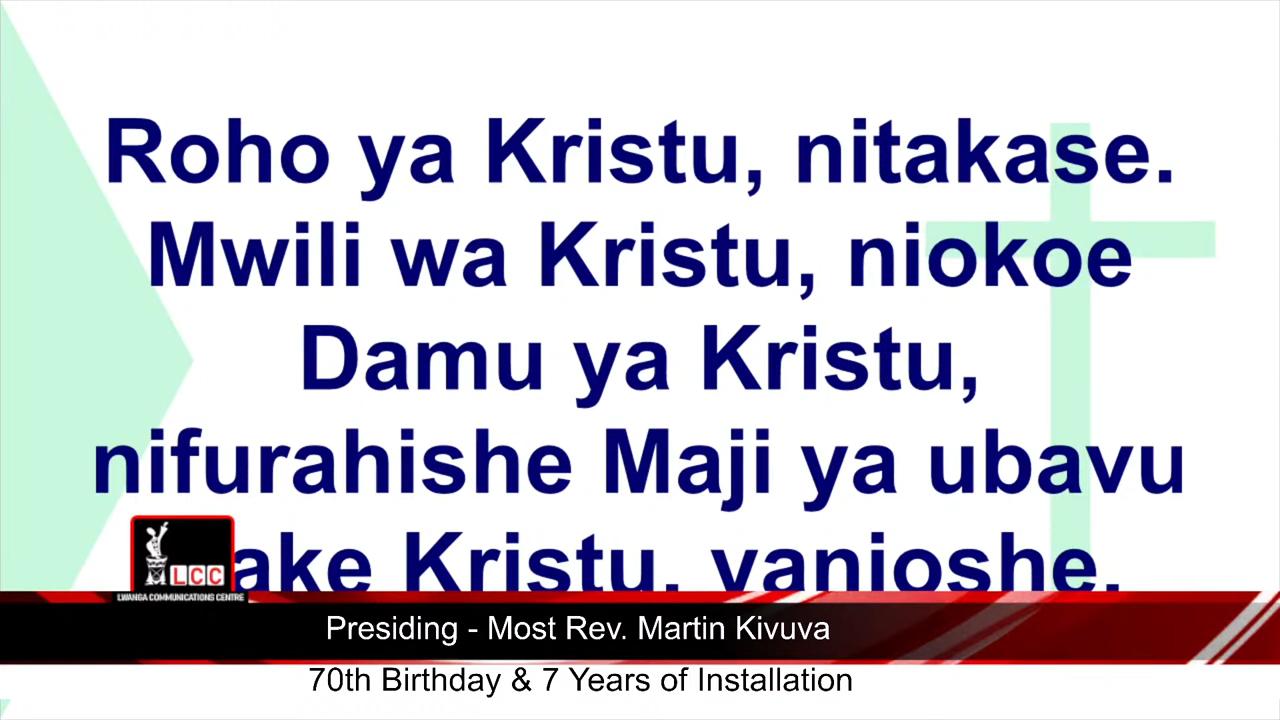 Roho ya Kristu, nitakase.
Mwili wa Kristu, niokoe
Damu ya Kristu,
nifurahishe Maji ya ubavu
Kristu, yanioshe.
LCC
LWANGA COMMUNICATIONS CENTRE
Presiding - Most Rev. Martin Kivuva
70th Birthday & 7 Years of Installation